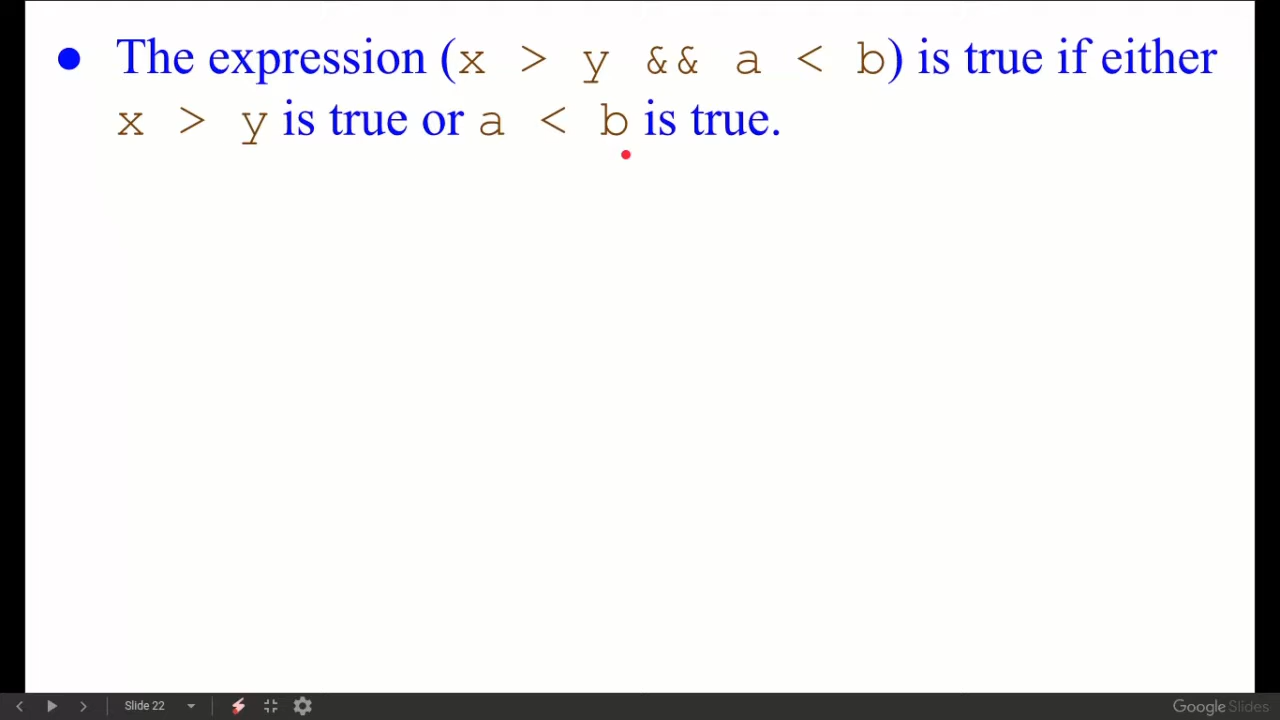 ● The expression (x > y && a < b) is true if either
x > y is true or a < b is true.
Slide 22
Google Slides